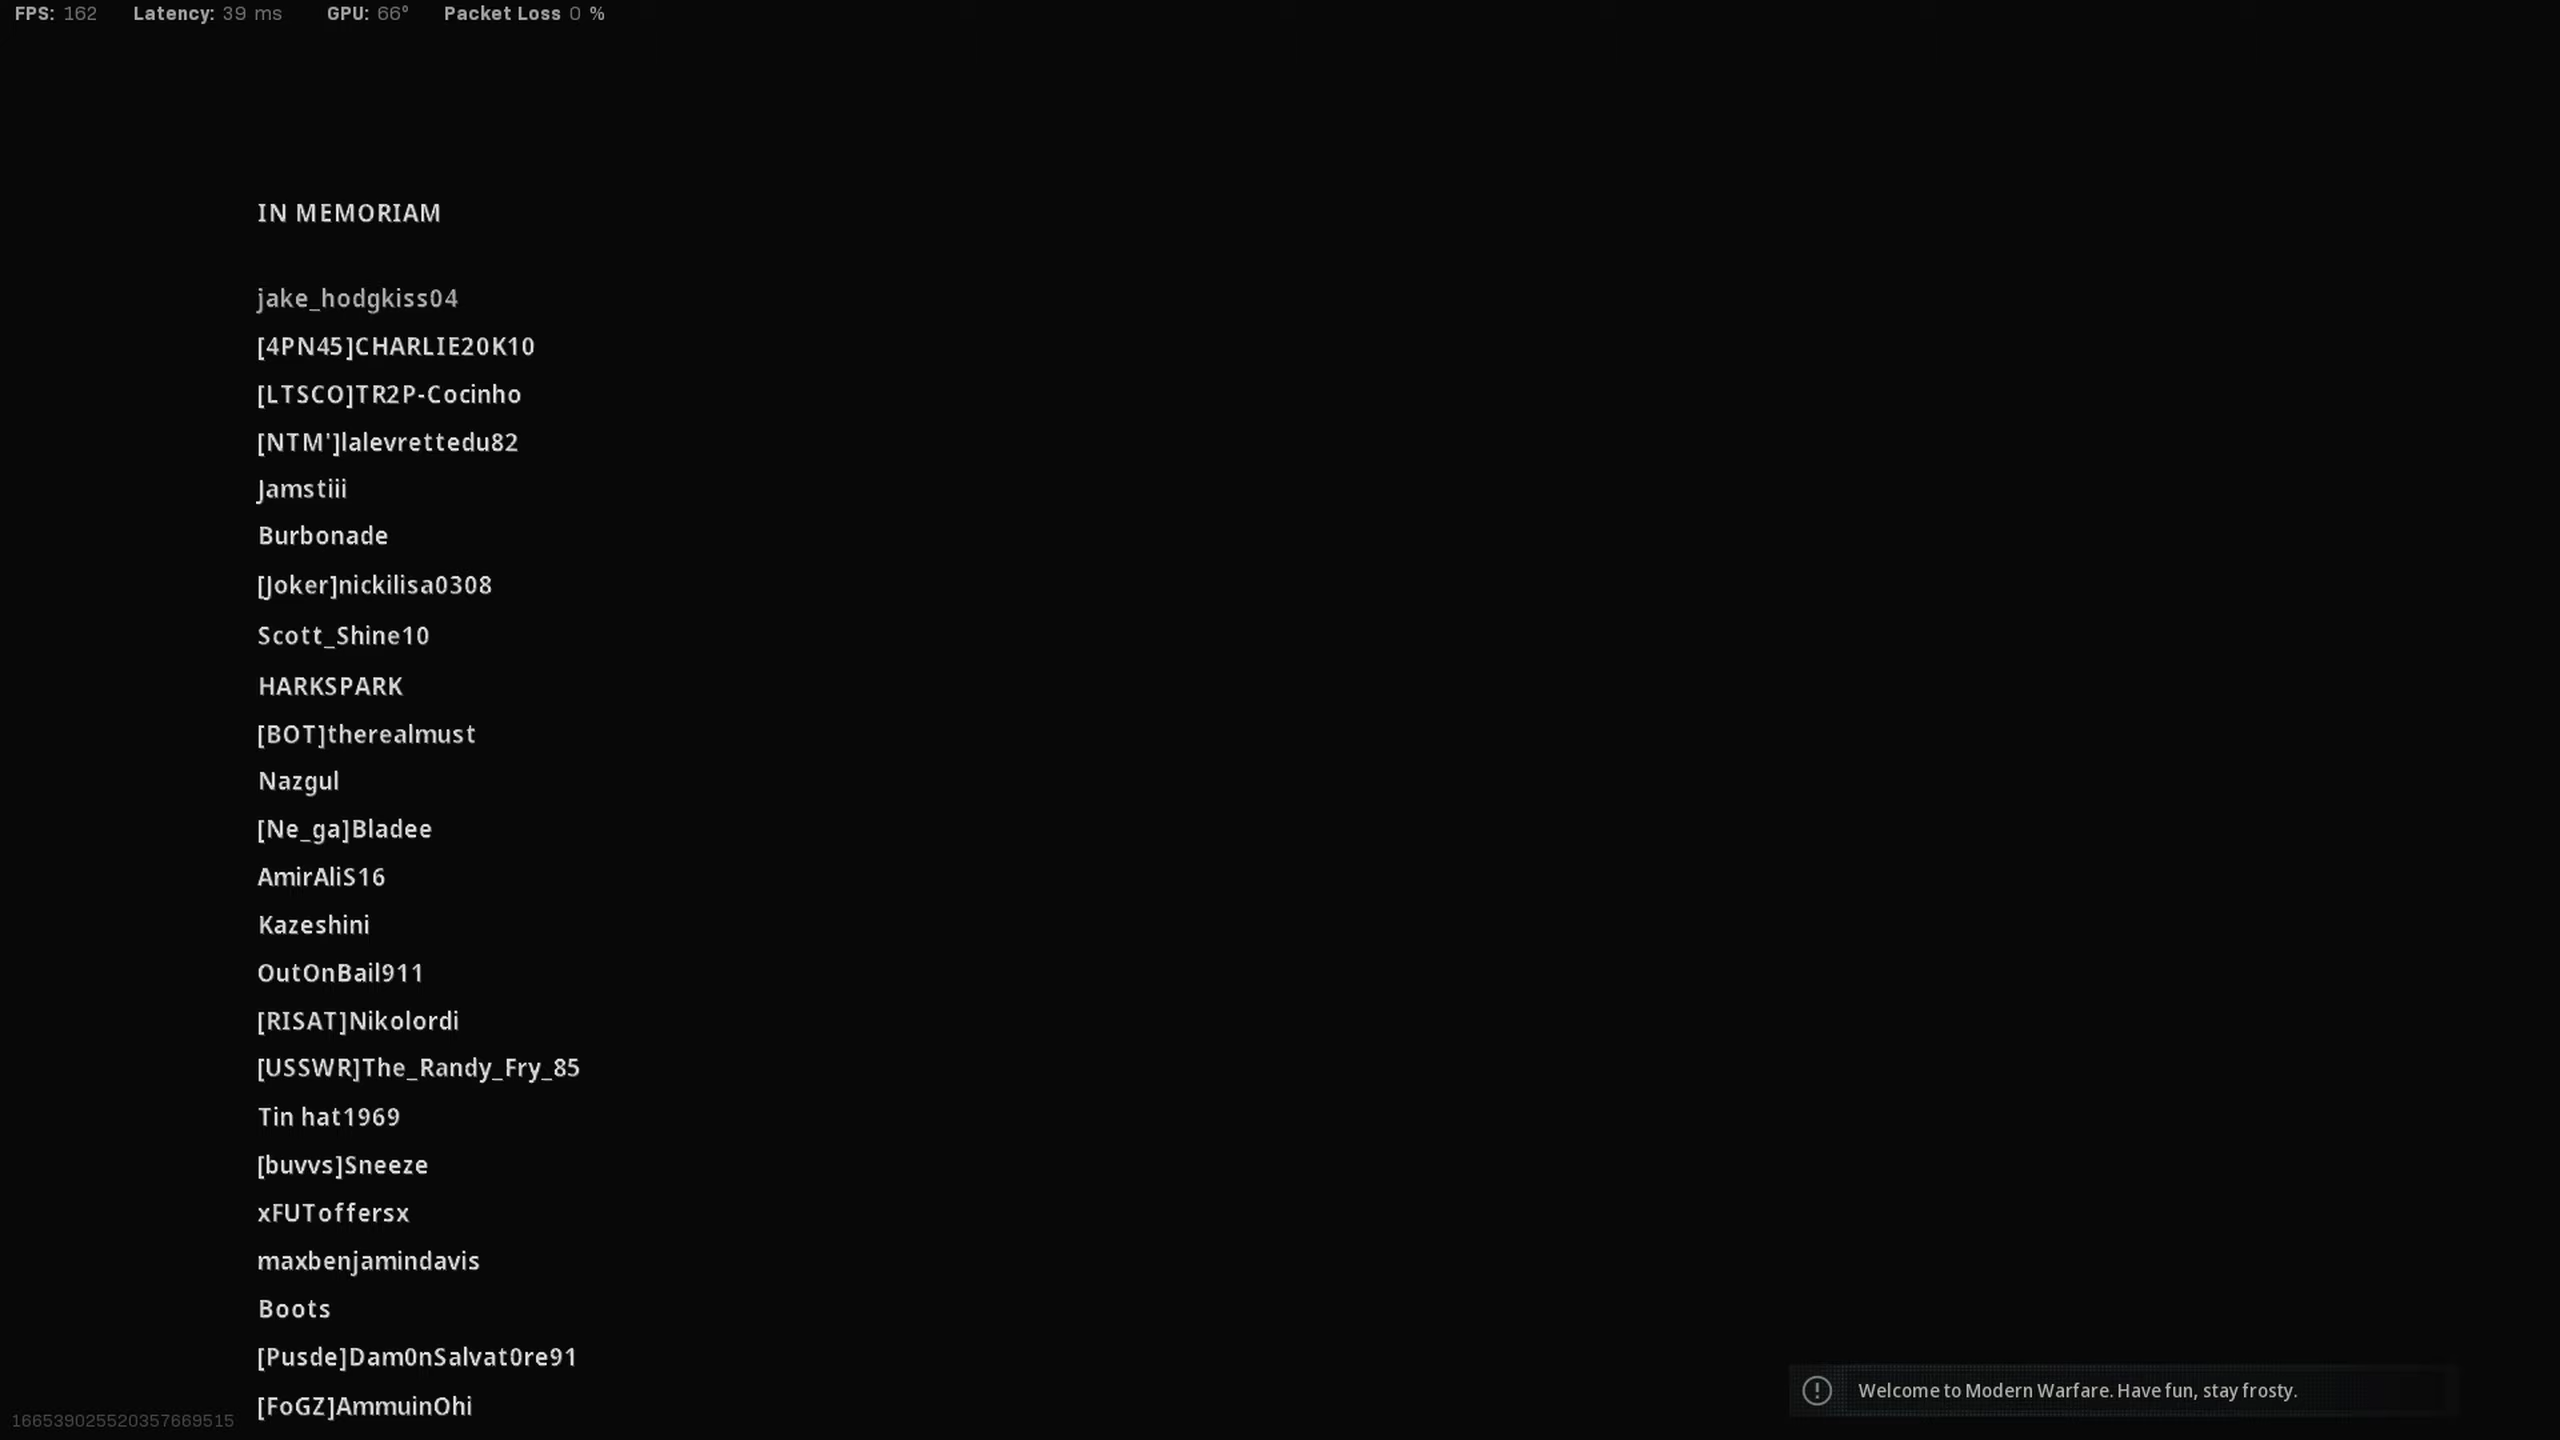 FPS: 162 Latency: 39 ms GPU: 66° Packet Loss 0 %
IN MEMORIAM
jake_hodgkiss04
[4PN45]CHARLIE20K10
[LTSCO]TR2P-Cocinho
[NTM']lalevrettedu82
Jamstiii
Burbonade
[Joker]nickilisa0308
Scott_Shine10
HARKSPARK
[BOT]therealmust
Nazgul
[Ne_ga]Bladee
AmirAliS16
Kazeshini
OutOnBail911
[RISAT]Nikolordi
[USSWR]The_Randy_Fry_85
Tin hat1969
[buvvs]Sneeze
xFUToffersx
maxbenjamindavis
Boots
[Pusde]Dam0nSalvat0re91
[FoGZ]AmmuinOhi
Welcome to Modern Warfare. Have fun, stay frosty.
166539025520357669515